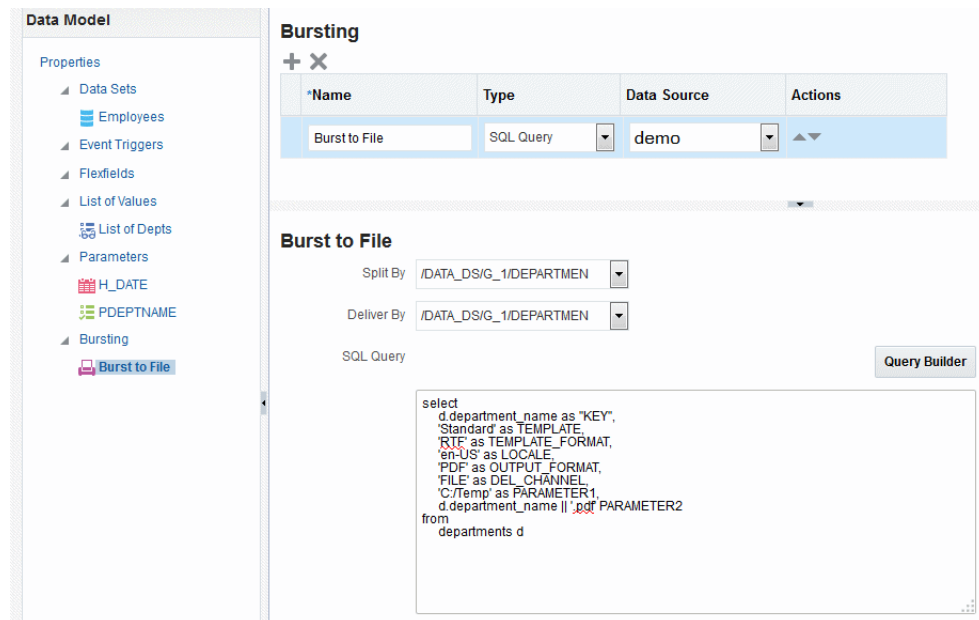 Data Model
Properties
Data Sets
Employees
Event Triggers
Flexfields
List of Values
List of Depts
Parameters
H_DATE
PDEPTNAME
Bursting
Burst to File
Bursting
*Name Type Data Source Actions
Burst to File SQL Query demo
Burst to File
Split By /DATA_DS/G_1/DEPARTMEN
Deliver By /DATA_DS/G_1/DEPARTMEN
SQL Query
Query Builder
select
d.department_name as "KEY",
'Standard' as TEMPLATE,
'RTF' as TEMPLATE_FORMAT,
'en-US' as LOCALE,
'PDF' as OUTPUT_FORMAT,
'FILE' as DEL_CHANNEL,
'C:/Temp' as PARAMETER1,
d.department_name || '.pdf' PARAMETER2
from
departments d